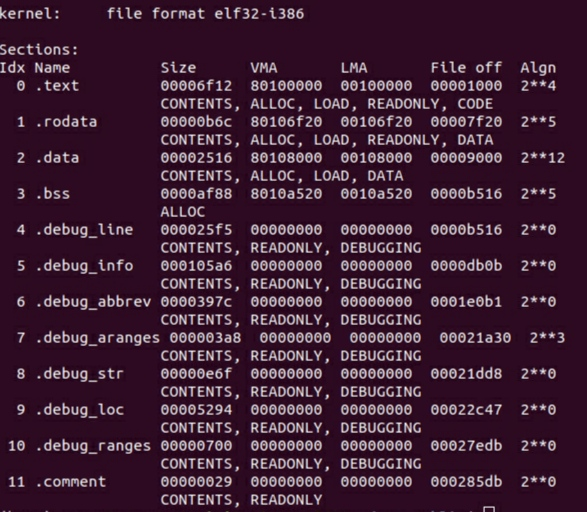 kernel:     file format elf32-i386
Sections:
Idx Name          Size      VMA       LMA       File off  Algn
  0 .text         00006f12  80100000  00100000  00001000  2**4
                  CONTENTS, ALLOC, LOAD, READONLY, CODE
  1 .rodata       00000b6c  80106f20  00106f20  00007f20  2**5
                  CONTENTS, ALLOC, LOAD, READONLY, DATA
  2 .data         00002516  80108000  00108000  00009000  2**12
                  CONTENTS, ALLOC, LOAD, DATA
  3 .bss          0000af88  8010a520  0010a520  0000b516  2**5
                  ALLOC
  4 .debug_line   000025f5  00000000  00000000  0000b516  2**0
                  CONTENTS, READONLY, DEBUGGING
  5 .debug_info   000105a6  00000000  00000000  0000db0b  2**0
                  CONTENTS, READONLY, DEBUGGING
  6 .debug_abbrev 0000397c  00000000  00000000  0001e0b1  2**0
                  CONTENTS, READONLY, DEBUGGING
  7 .debug_aranges 000003a8  00000000  00000000  00021a30  2**3
                  CONTENTS, READONLY, DEBUGGING
  8 .debug_str    00000e6f  00000000  00000000  00021dd8  2**0
                  CONTENTS, READONLY, DEBUGGING
  9 .debug_loc    00005294  00000000  00000000  00022c47  2**0
                  CONTENTS, READONLY, DEBUGGING
 10 .debug_ranges 00000700  00000000  00000000  00027edb  2**0
                  CONTENTS, READONLY, DEBUGGING
 11 .comment      00000029  00000000  00000000  000285db  2**0
                  CONTENTS, READONLY